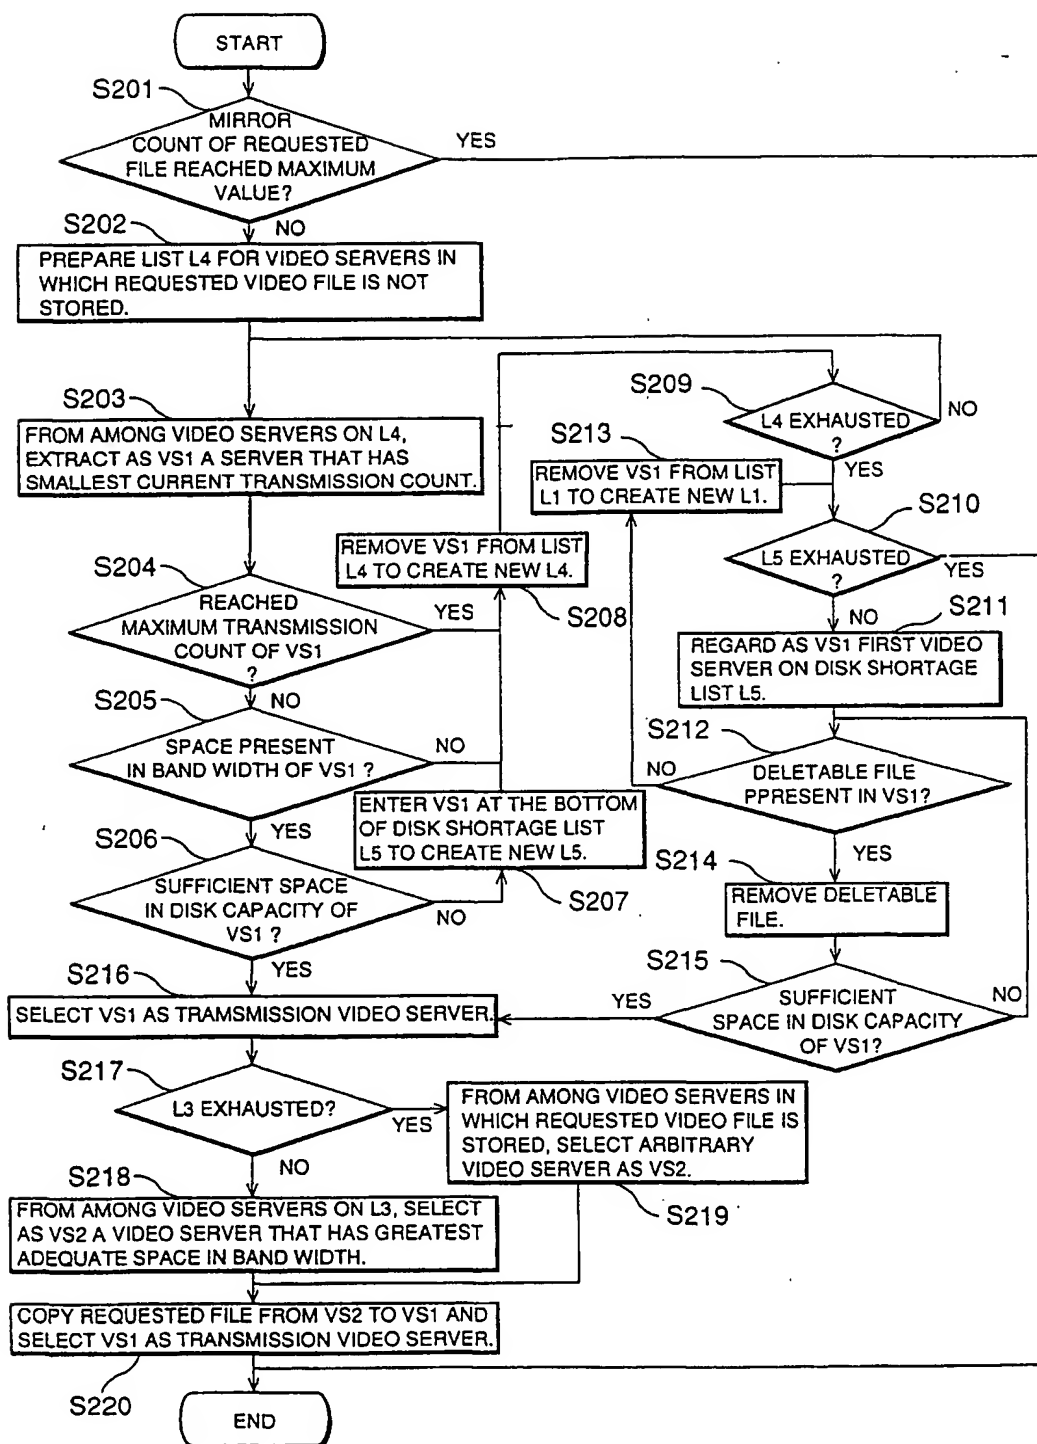 START
S201
MIRROR
COUNT OF REQUESTED
FILE REACHED MAXIMUM
VALUE?
YES
NO
S202
PREPARE LIST L4 FOR VIDEO SERVERS IN
WHICH REQUESTED VIDEO FILE IS NOT
STORED.
S203
FROM AMONG VIDEO SERVERS ON L4,
EXTRACT AS VS1 A SERVER THAT HAS
SMALLEST CURRENT TRANSMISSION COUNT.
S204
REACHED
MAXIMUM TRANSMISSION
COUNT OF VS1
?
YES
NO
S205
SPACE PRESENT
IN BAND WIDTH OF VS1 ?
NO
YES
S206
SUFFICIENT SPACE
IN DISK CAPACITY OF
VS1 ?
NO
YES
ENTER VS1 AT THE BOTTOM
OF DISK SHORTAGE LIST
L5 TO CREATE NEW L5.
S207
REMOVE VS1 FROM LIST
L4 TO CREATE NEW L4.
S208
S209
L4 EXHAUSTED
?
NO
YES
S213
REMOVE VS1 FROM LIST
L1 TO CREATE NEW L1.
S210
L5 EXHAUSTED
?
YES
NO
S211
REGARD AS VS1 FIRST VIDEO
SERVER ON DISK SHORTAGE
LIST L5.
S212
DELETABLE FILE
PPRESENT IN VS1?
NO
YES
S214
REMOVE DELETABLE
FILE.
S215
SUFFICIENT
SPACE IN DISK CAPACITY
OF VS1?
YES
NO
S216
SELECT VS1 AS TRAMSMISSION VIDEO SERVER.
S217
L3 EXHAUSTED?
YES
NO
FROM AMONG VIDEO SERVERS IN
WHICH REQUESTED VIDEO FILE IS
STORED, SELECT ARBITRARY
VIDEO SERVER AS VS2.
S219
S218
FROM AMONG VIDEO SERVERS ON L3, SELECT
AS VS2 A VIDEO SERVER THAT HAS GREATEST
ADEQUATE SPACE IN BAND WIDTH.
COPY REQUESTED FILE FROM VS2 TO VS1 AND
SELECT VS1 AS TRANSMISSION VIDEO SERVER.
S220
END